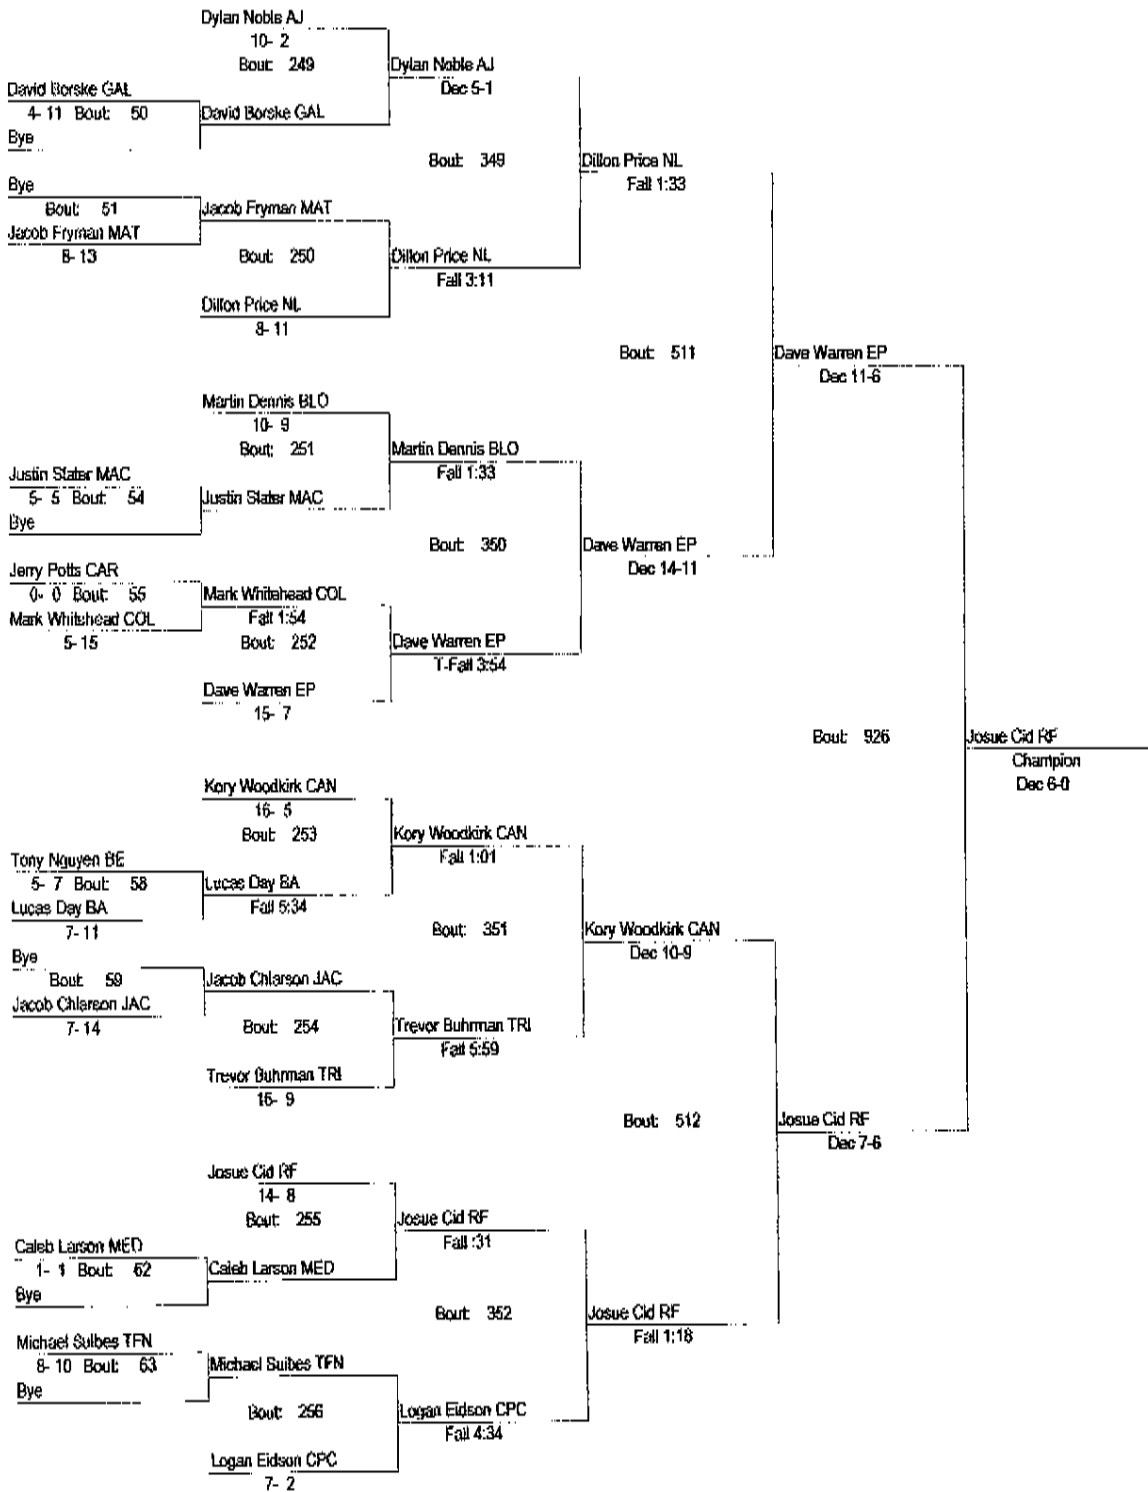 Dylan Noble AJ
10- 2
Bout: 249
Dylan Noble AJ
Dec 5-1
David Borske GAL
4- 11 Bout: 50
David Borske GAL
Bye
Bout: 349
Dillon Price NL
Fall 1:33
Bye
Bout: 51
Jacob Fryman MAT
Jacob Fryman MAT
8- 13
Bout: 250
Dillon Price NL
Fall 3:11
Dillon Price NL
8- 11
Bout: 511
Dave Warren EP
Dec 11-6
Martin Dennis BLO
10- 9
Bout: 251
Martin Dennis BLO
Fall 1:33
Justin Slater MAC
5- 5 Bout: 54
Justin Slater MAC
Bye
Bout: 350
Dave Warren EP
Dec 14-11
Jerry Potts CAR
0- 0 Bout: 55
Mark Whitehead COL
Fall 1:54
Mark Whitehead COL
5- 15
Bout: 252
Dave Warren EP
T-Fall 3:54
Dave Warren EP
15- 7
Bout: 926
Josue Cid RF
Champion
Dec 6-0
Kory Woodkirk CAN
16- 5
Bout: 253
Kory Woodkirk CAN
Fall 1:01
Tony Nguyen BE
5- 7 Bout: 58
Lucas Day BA
Fall 5:34
Lucas Day BA
7- 11
Bout: 351
Kory Woodkirk CAN
Dec 10-9
Bye
Bout: 59
Jacob Chlarson JAC
Jacob Chlarson JAC
7- 14
Bout: 254
Trevor Buhrman TRI
Fall 5:59
Trevor Buhrman TRI
15- 9
Bout: 512
Josue Cid RF
Dec 7-6
Josue Cid RF
14- 8
Bout: 255
Josue Cid RF
Fall :31
Caleb Larson MED
1- 1 Bout: 62
Caleb Larson MED
Bye
Bout: 352
Josue Cid RF
Fall 1:18
Michael Suibes TFN
8- 10 Bout: 63
Michael Suibes TFN
Bye
Bout: 256
Logan Eidson CPC
Fall 4:34
Logan Eidson CPC
7- 2